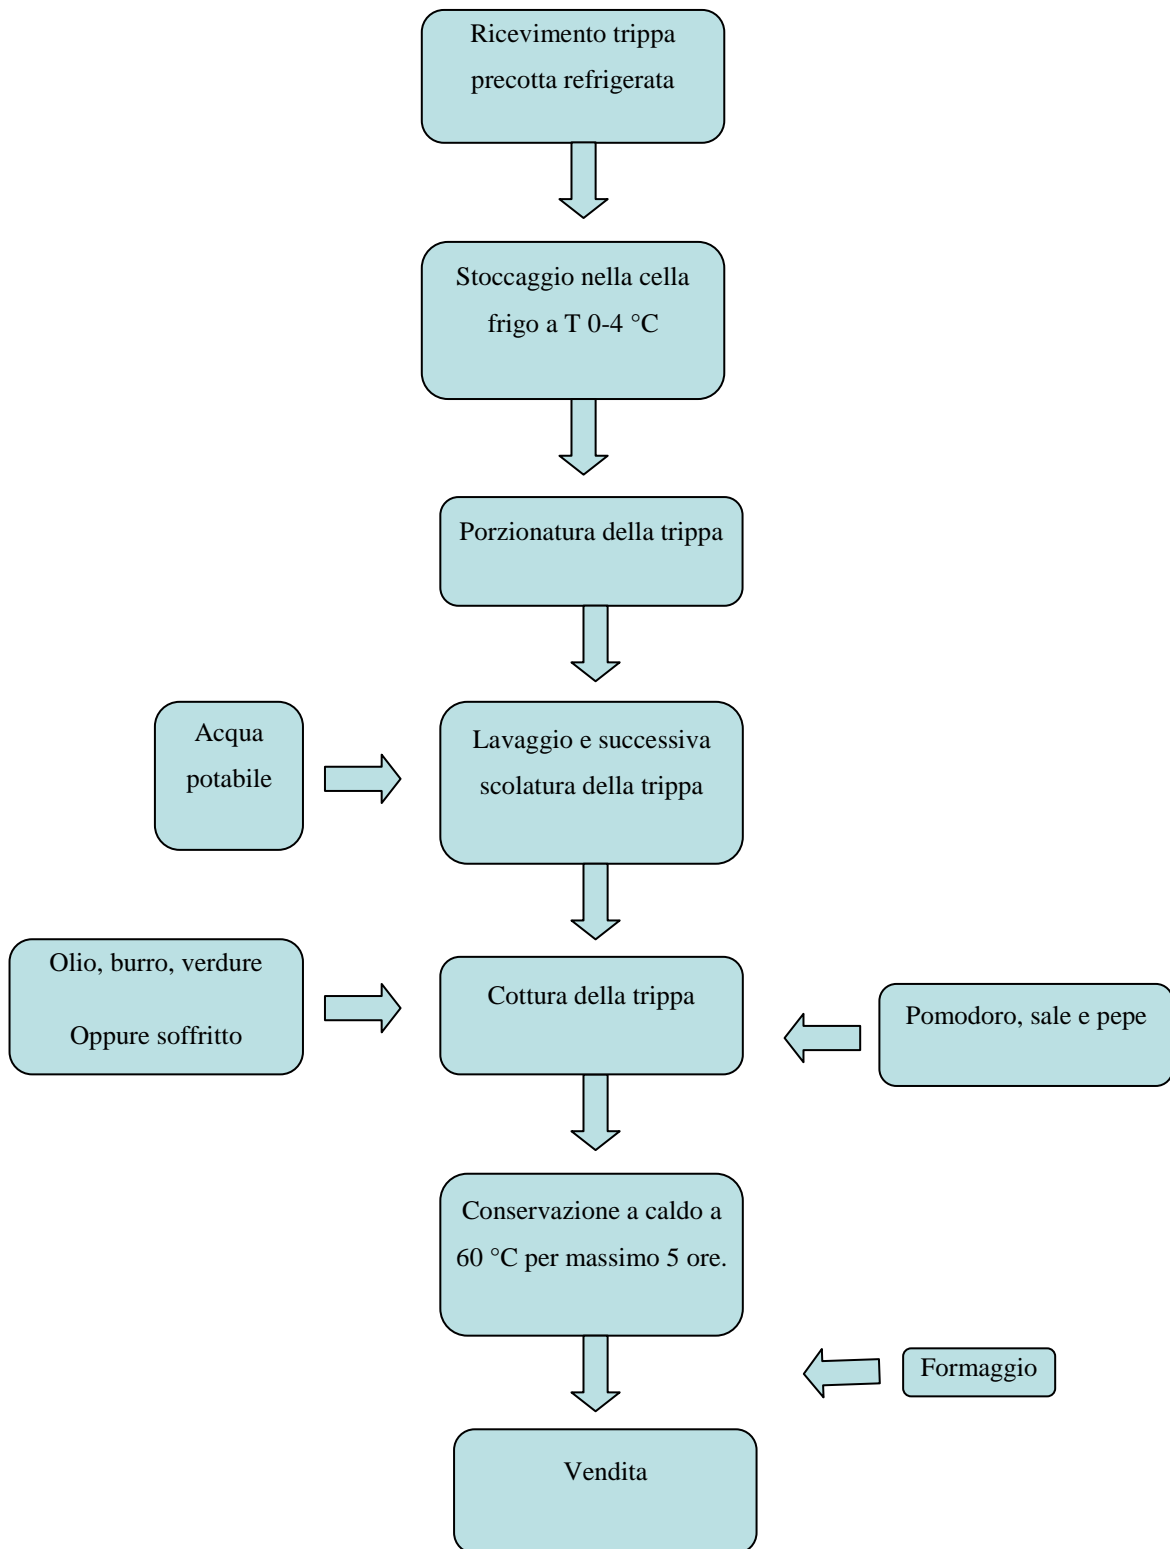 Ricevimento trippa
precotta refrigerata
Stoccaggio nella cella
frigo a T 0-4 °C
Porzionatura della trippa
Acqua
potabile
Lavaggio e successiva
scolatura della trippa
Olio, burro, verdure
Oppure soffritto
Cottura della trippa
Pomodoro, sale e pepe
Conservazione a caldo a
60 °C per massimo 5 ore.
Formaggio
Vendita